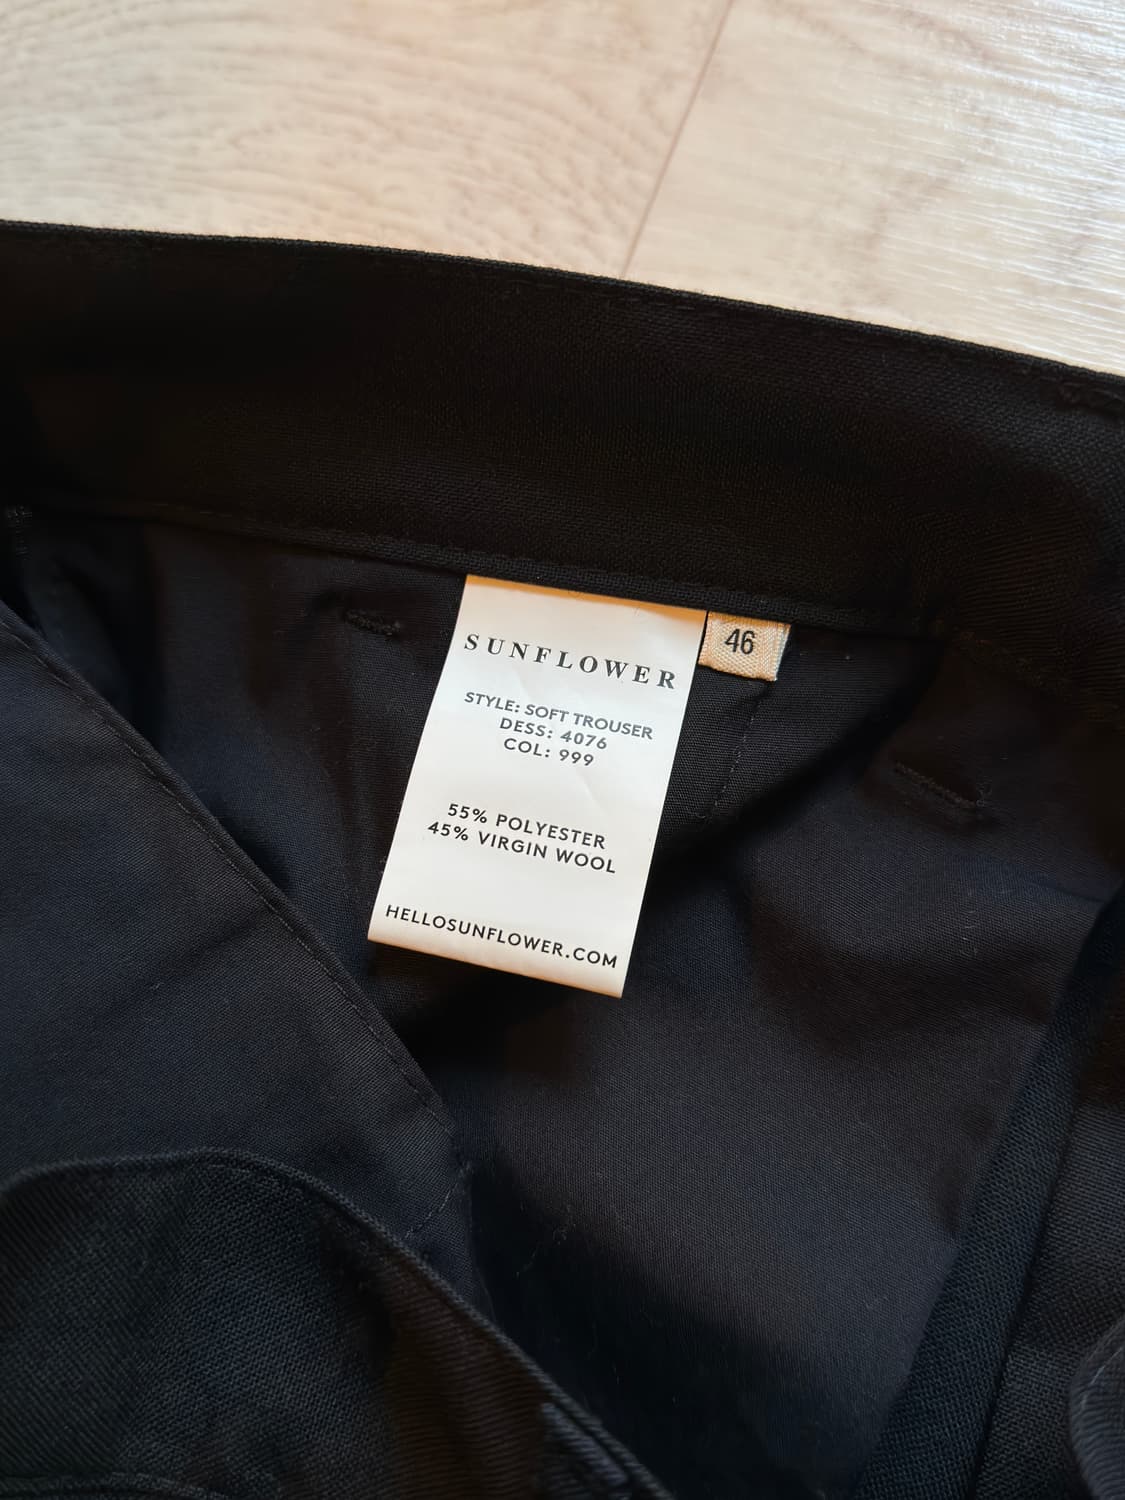 SUNFLOWER
46
STYLE: SOFT TROUSER
DESS: 4076
COL: 999
55% POLYESTER
45% VIRGIN WOOL
HELLOSUNFLOWER.COM